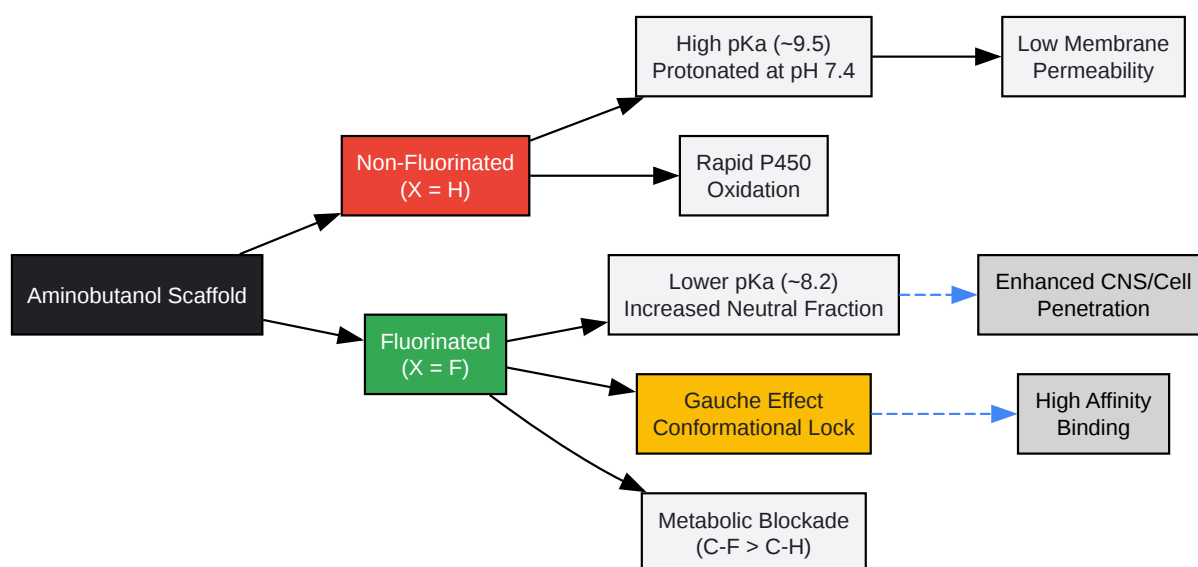 High pKa (~9.5)
Protonated at pH 7.4
Low Membrane
Permeability
Non-Fluorinated
(X = H)
Rapid P450
Oxidation
Aminobutanol Scaffold
Lower pKa (~8.2)
Increased Neutral Fraction
Enhanced CNS/Cell
Penetration
Fluorinated
(X = F)
Gauche Effect
Conformational Lock
High Affinity
Binding
Metabolic Blockade
(C-F > C-H)